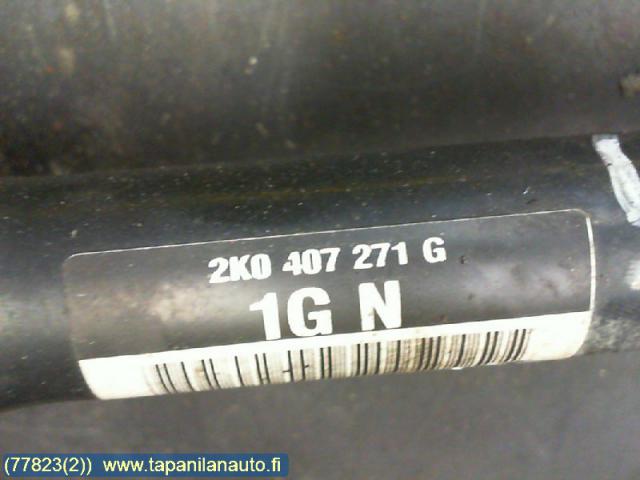 2K0 407 271 G
1G N
(77823(2)) www.tapanilanauto.fi